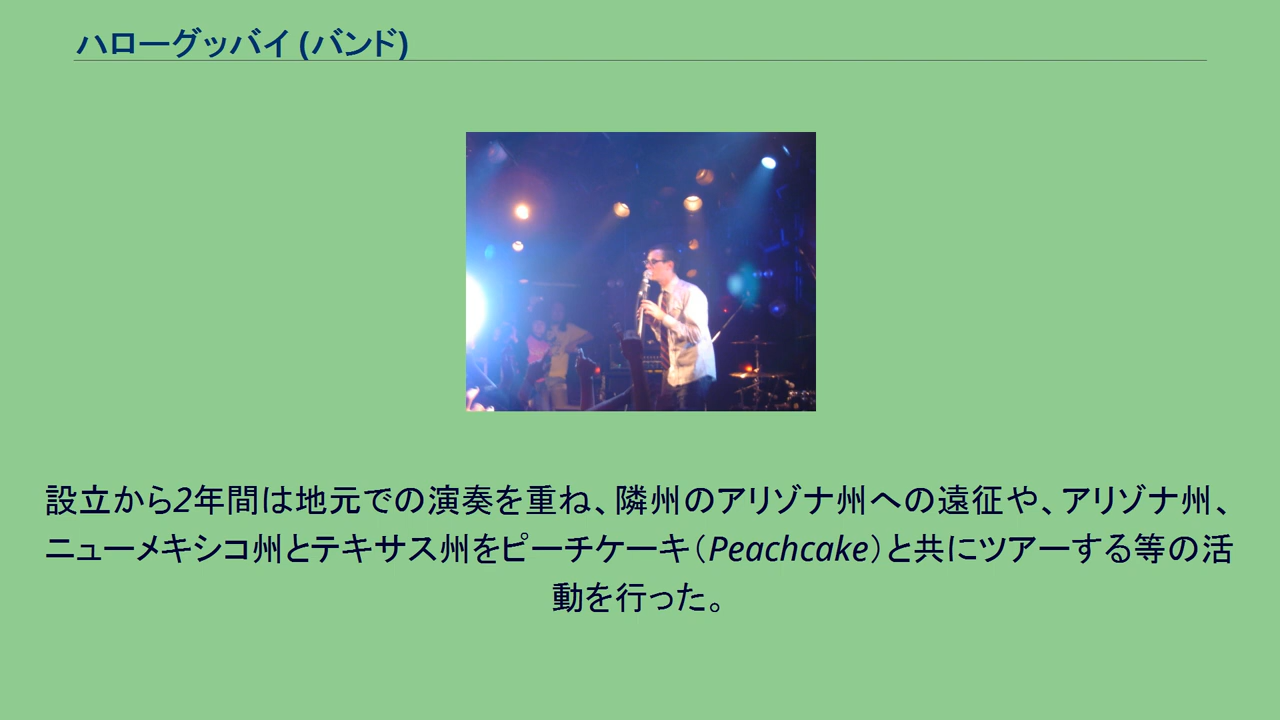 ハローグッバイ (バンド)
設立から2年間は地元での演奏を重ね、隣州のアリゾナ州への遠征や、アリゾナ州、
ニューメキシコ州とテキサス州をピーチケーキ（Peachcake）と共にツアーする等の活
動を行った。